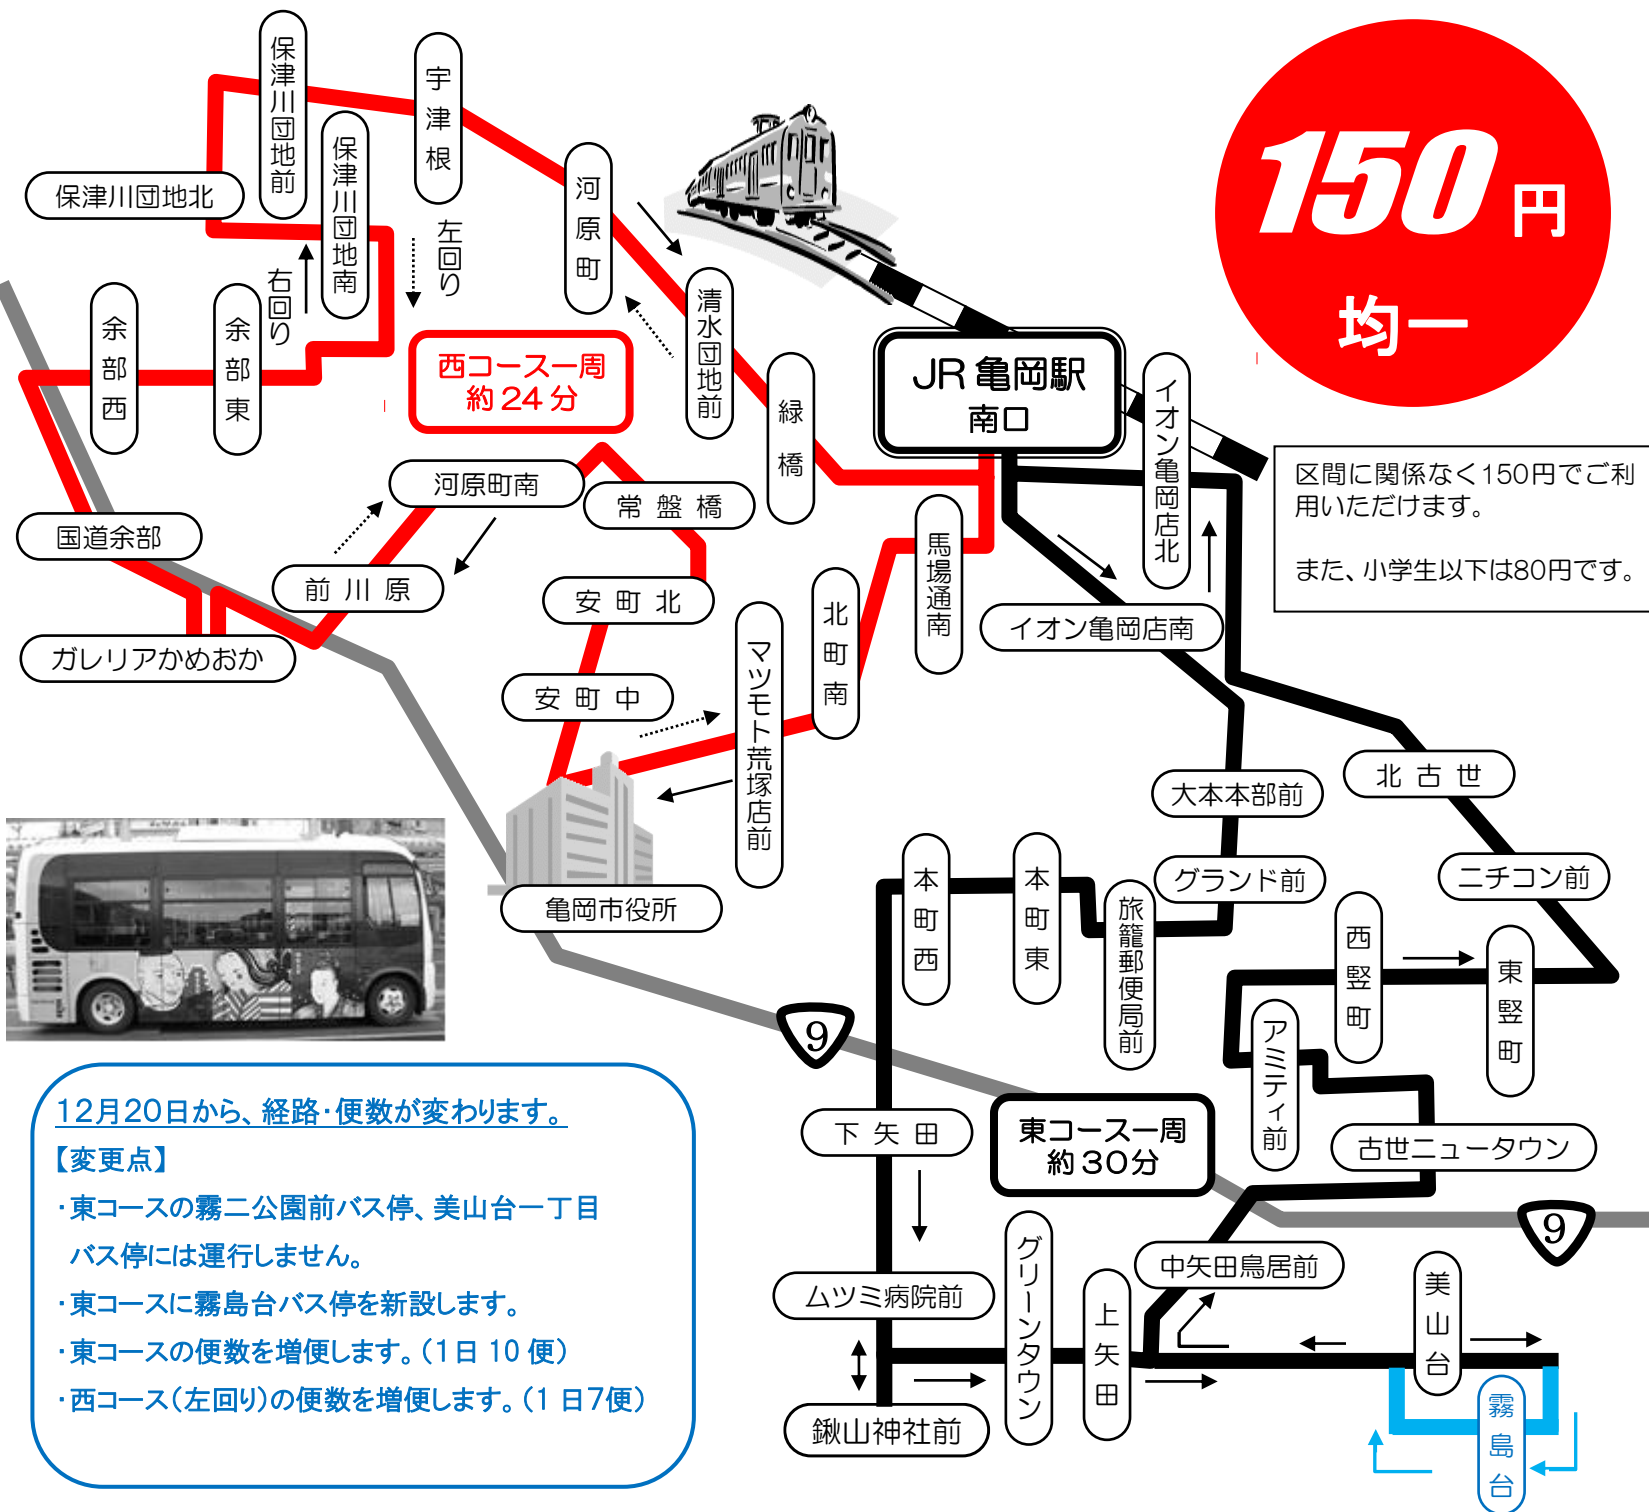 保津川団地前
宇津根
保津川団地南
保津川団地北
河原町
左回り
右回り
清水団地前
余部西
余部東
西コース一周
約24分
緑橋
JR亀岡駅
南口
イオン亀岡店北
150円
均一
区間に関係なく150円でご利
用いただけます。
また、小学生以下は80円です。
河原町南
常盤橋
国道余部
前川原
安町北
馬場通南
北町南
マツモト荒塚店前
イオン亀岡店南
ガレリアかめおか
安町中
大本本部前
北古世
グランド前
ニチコン前
亀岡市役所
本町西
本町東
旅籠郵便局前
西竪町
東竪町
アミティ前
9
下矢田
東コース一周
約30分
古世ニュータウン
9
グリーンタウン
上矢田
中矢田鳥居前
美山台
ムツミ病院前
鍬山神社前
霧島台
12月20日から、経路・便数が変わります。
【変更点】
・東コースの霧二公園前バス停、美山台一丁目
バス停には運行しません。
・東コースに霧島台バス停を新設します。
・東コースの便数を増便します。(1日 10 便)
・西コース(左回り)の便数を増便します。(1 日7便)